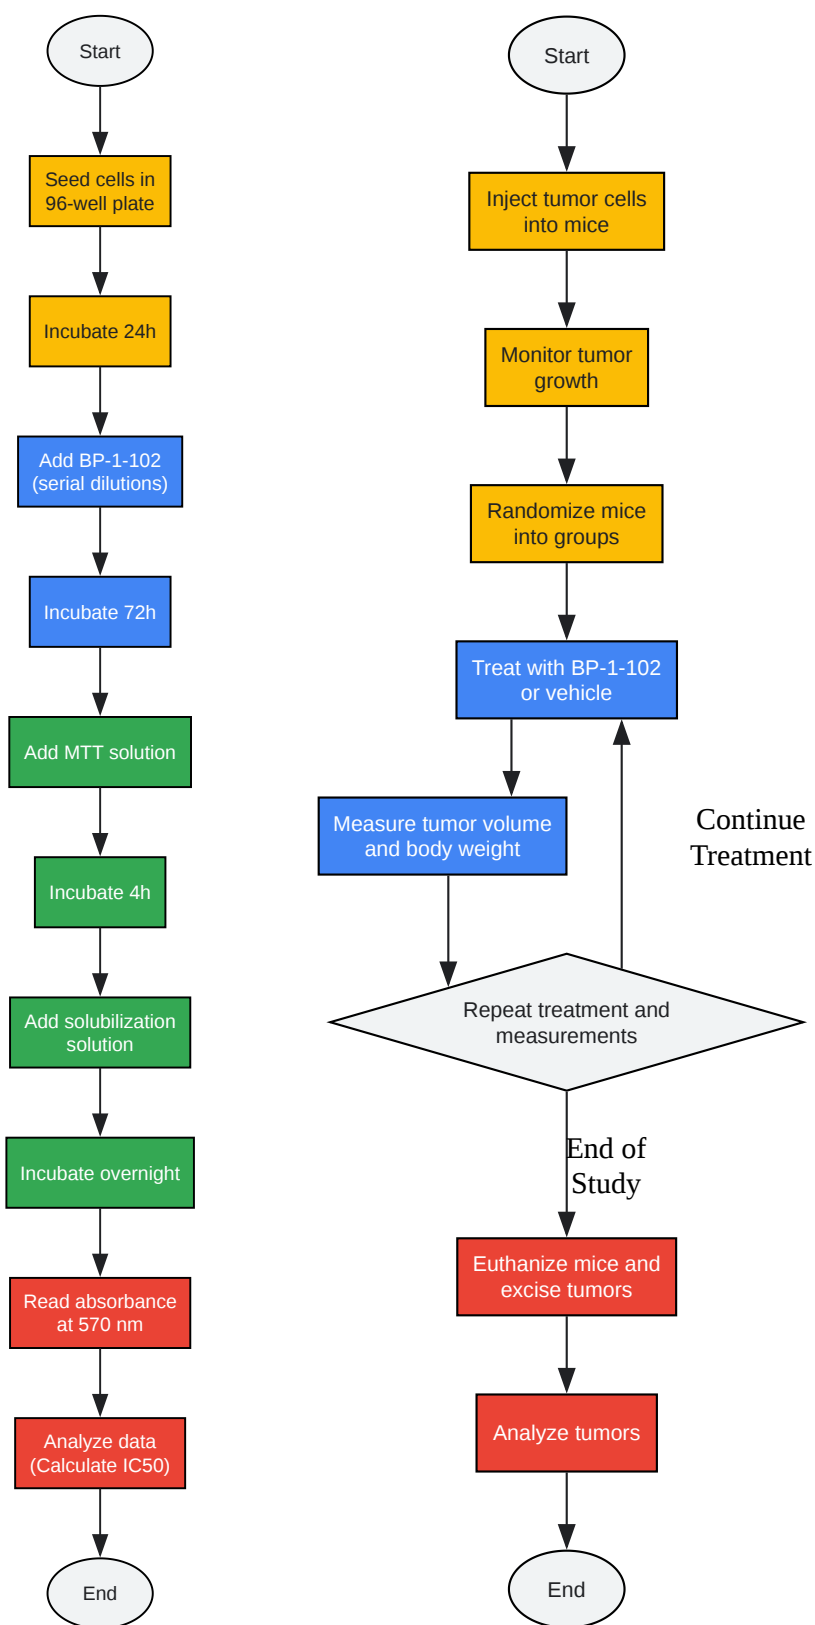 Start
Seed cells in
96-well plate
Incubate 24h
Add BP-1-102
(serial dilutions)
Incubate 72h
Add MTT solution
Incubate 4h
Add solubilization
solution
Incubate overnight
Read absorbance
at 570 nm
Analyze data
(Calculate IC50)
End
Start
Inject tumor cells
into mice
Monitor tumor
growth
Randomize mice
into groups
Treat with BP-1-102
or vehicle
Measure tumor volume
and body weight
Continue
Treatment
Repeat treatment and
measurements
End of
Study
Euthanize mice and
excise tumors
Analyze tumors
End